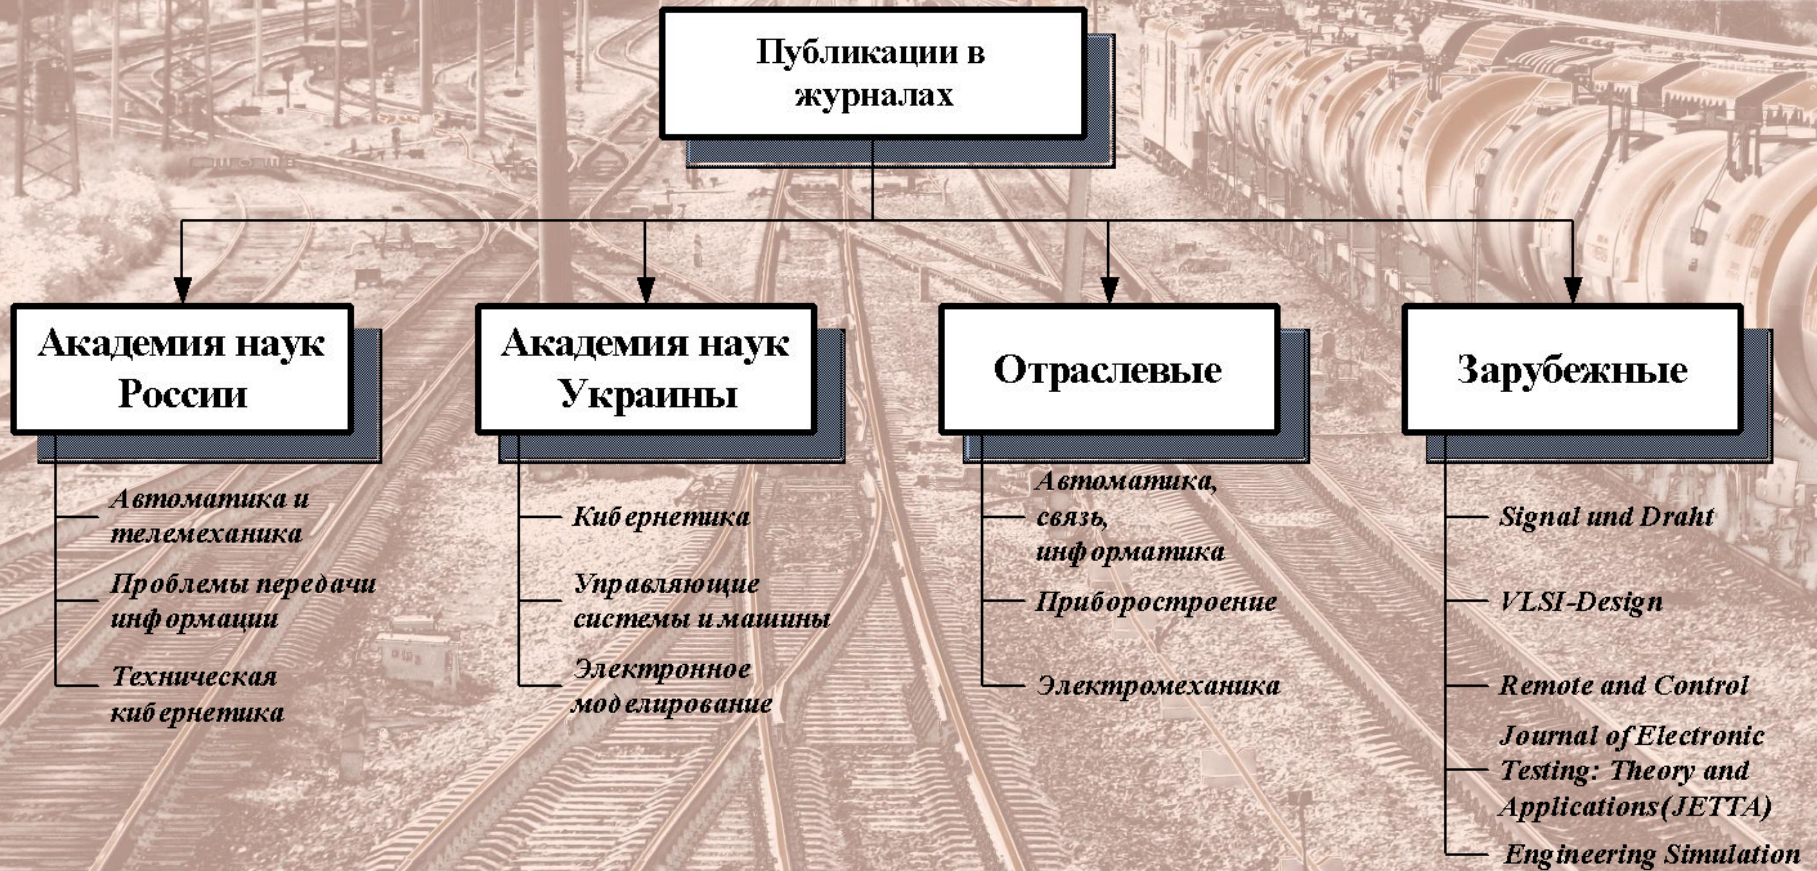 Публикации в
журналах
Академия наук
России
Автоматика и
телемеханика
Проблемы передачи
информации
Техническая
кибернетика
Академия наук
Украины
Кибернетика
Управляющие
системы и машины
Электронное
моделирование
Отраслевые
Автоматика,
связь,
информатика
Приборостроение
Электромеханика
Зарубежные
Signal und Draht
VLSI-Design
Remote and Control
Journal of Electronic
Testing: Theory and
Applications(JETTA)
Engineering Simulation